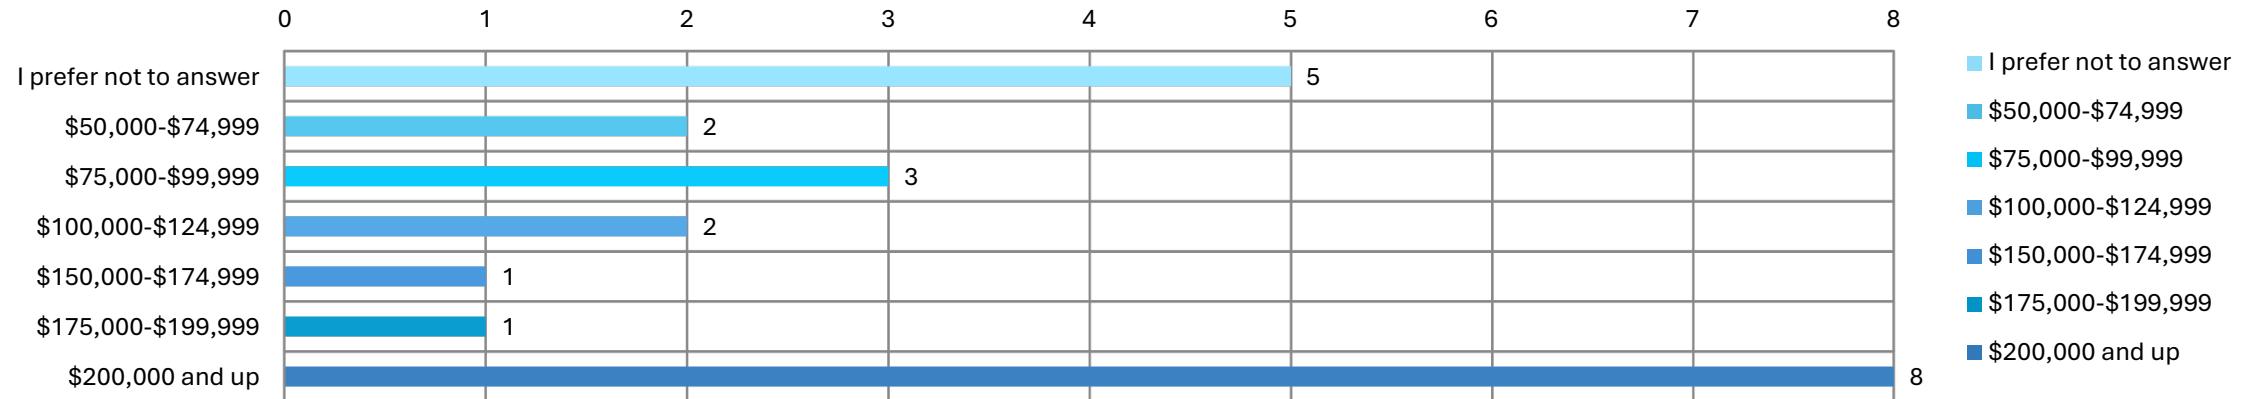 0 1 2 3 4 5 6 7 8
I prefer not to answer 5
$50,000-$74,999 2
$75,000-$99,999 3
$100,000-$124,999 2
$150,000-$174,999 1
$175,000-$199,999 1
$200,000 and up 8
I prefer not to answer
$50,000-$74,999
$75,000-$99,999
$100,000-$124,999
$150,000-$174,999
$175,000-$199,999
$200,000 and up